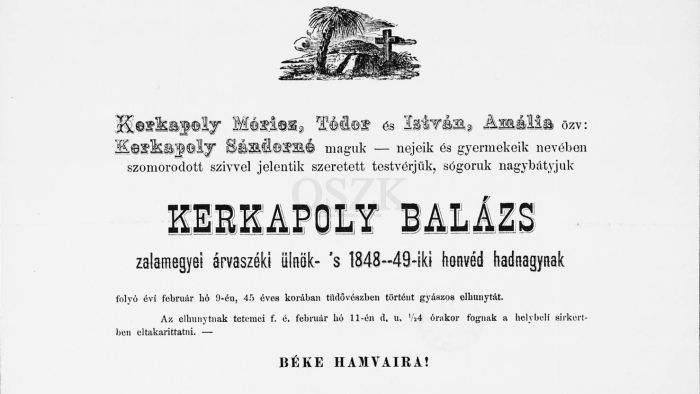 Kerkapoly Móricz, Tódor és István, Amália özv:
Kerkapoly Sándorné maguk — nejeik és gyermekeik nevében
szomorodott szivvel jelentik szeretett testvérjük, sógoruk nagybátyjuk
OSZK
KERKAPOLY BALÁZS
zalamegyei árvaszéki ülnök- 's 1848--49-iki honvéd hadnagynak
folyó évi február hó 9-én, 45 éves korában tüdővészben történt gyászos elhunytát.
Az elhunytnak tetemei f. é. február hó 11-én d. u. ½4 órakor fognak a helybeli sirkert-
ben eltakarittatni. —
BÉKE HAMVAIRA!